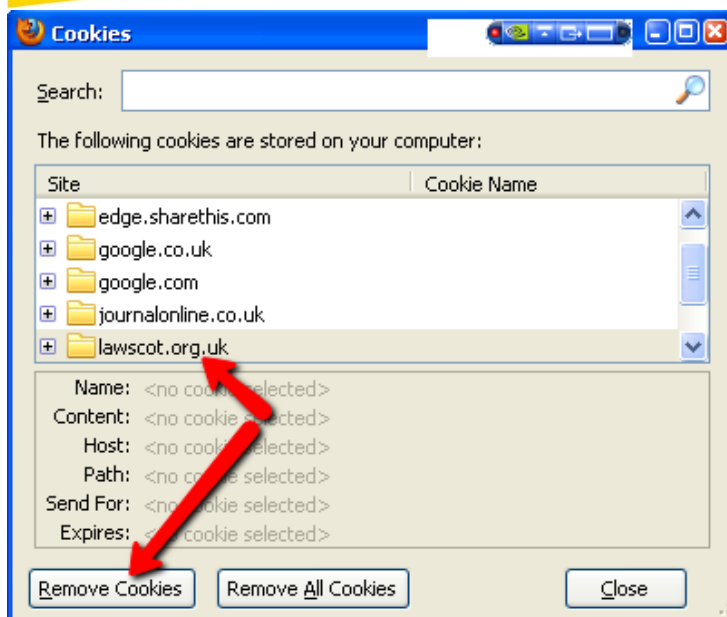 Cookies
Search:
The following cookies are stored on your computer:
Site Cookie Name
edge.sharethis.com
google.co.uk
google.com
journalonline.co.uk
lawscot.org.uk
Name: <no cookie selected>
Content: <no cookie selected>
Host: <no cookie selected>
Path: <no cookie selected>
Send For: <no cookie selected>
Expires: <no cookie selected>
Remove Cookies Remove All Cookies Close